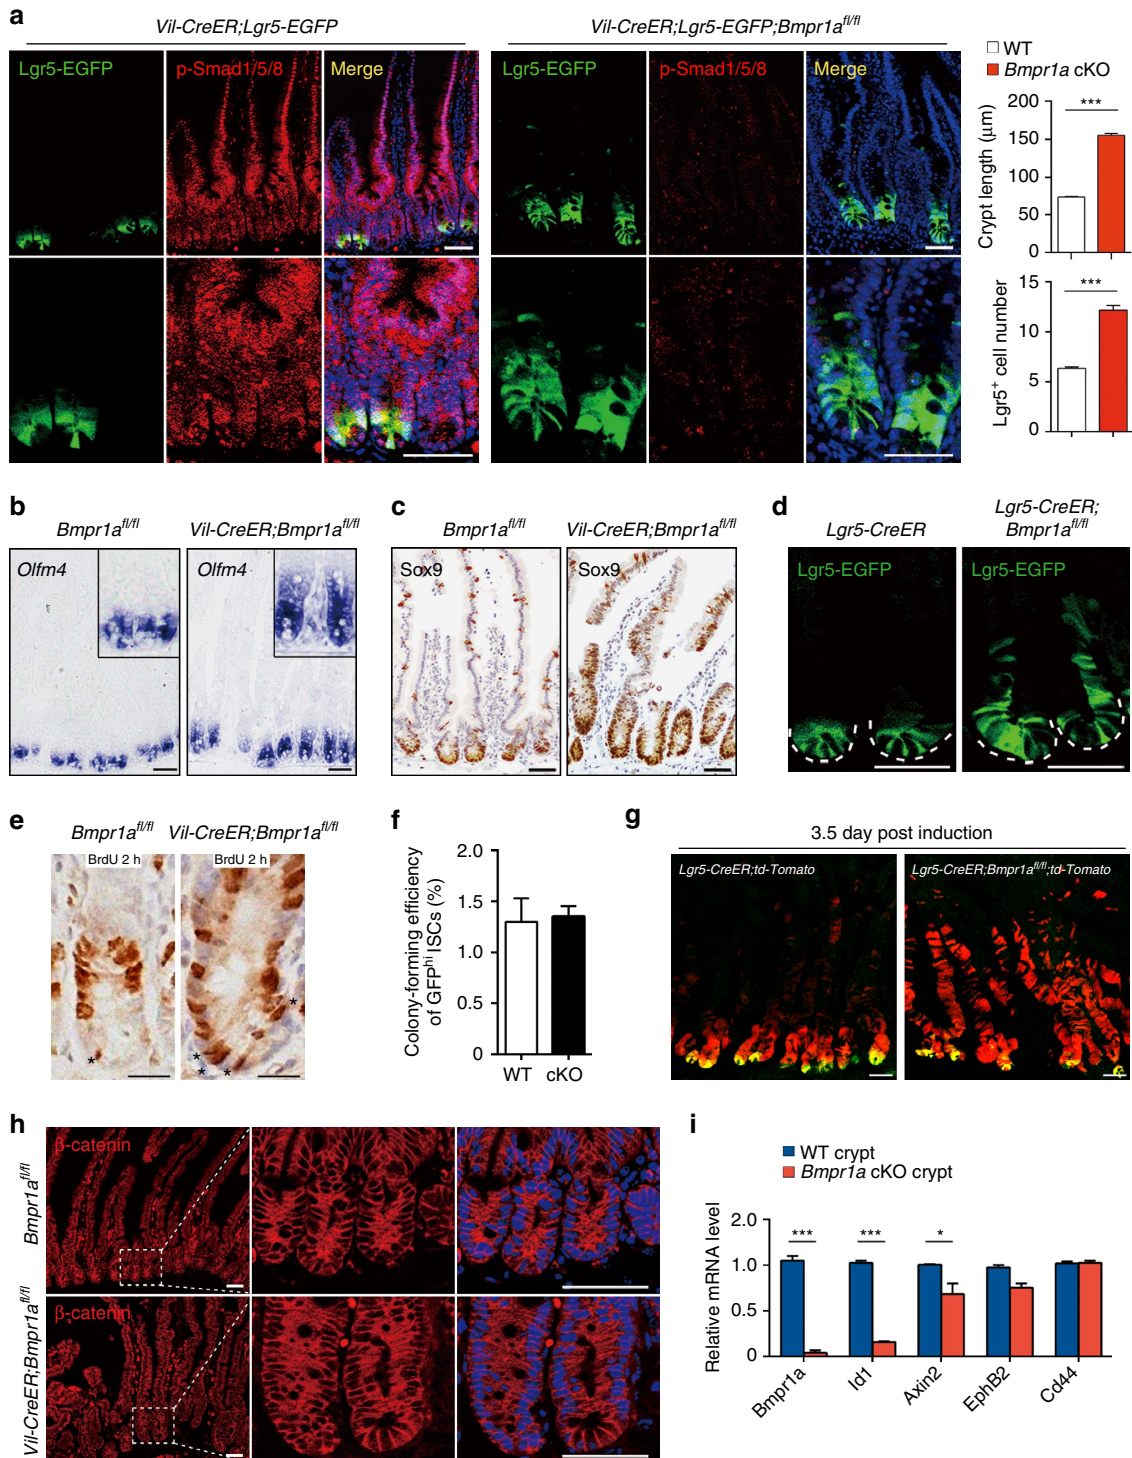 a
Vil-CreER;Lgr5-EGFP
Vil-CreER;Lgr5-EGFP;Bmpr1a^fl/fl
Lgr5-EGFP
p-Smad1/5/8
Merge
Lgr5-EGFP
p-Smad1/5/8
Merge
WT
Bmpr1a cKO
200
150
100
50
0
Crypt length (μm)
***
15
10
5
0
Lgr5+ cell number
***
b
Bmpr1a^fl/fl
Vil-CreER;Bmpr1a^fl/fl
Olfm4
Olfm4
c
Bmpr1a^fl/fl
Vil-CreER;Bmpr1a^fl/fl
Sox9
Sox9
d
Lgr5-CreER
Lgr5-CreER;
Bmpr1a^fl/fl
Lgr5-EGFP
Lgr5-EGFP
e
Bmpr1a^fl/fl
Vil-CreER;Bmpr1a^fl/fl
BrdU 2 h
BrdU 2 h
*
*
*
*
f
2.0
1.5
1.0
0.5
0
Colony-forming efficiency
of GFP^hi ISCs (%)
WT
cKO
g
3.5 day post induction
Lgr5-CreER;td-Tomato
Lgr5-CreER;Bmpr1a^fl/fl;td-Tomato
h
Bmpr1a^fl/fl
β-catenin
Vil-CreER;Bmpr1a^fl/fl
β-catenin
i
WT crypt
Bmpr1a cKO crypt
2.0
1.0
0.5
0
Relative mRNA level
***
***
*
Bmpr1a
Id1
Axin2
EphB2
Cd44